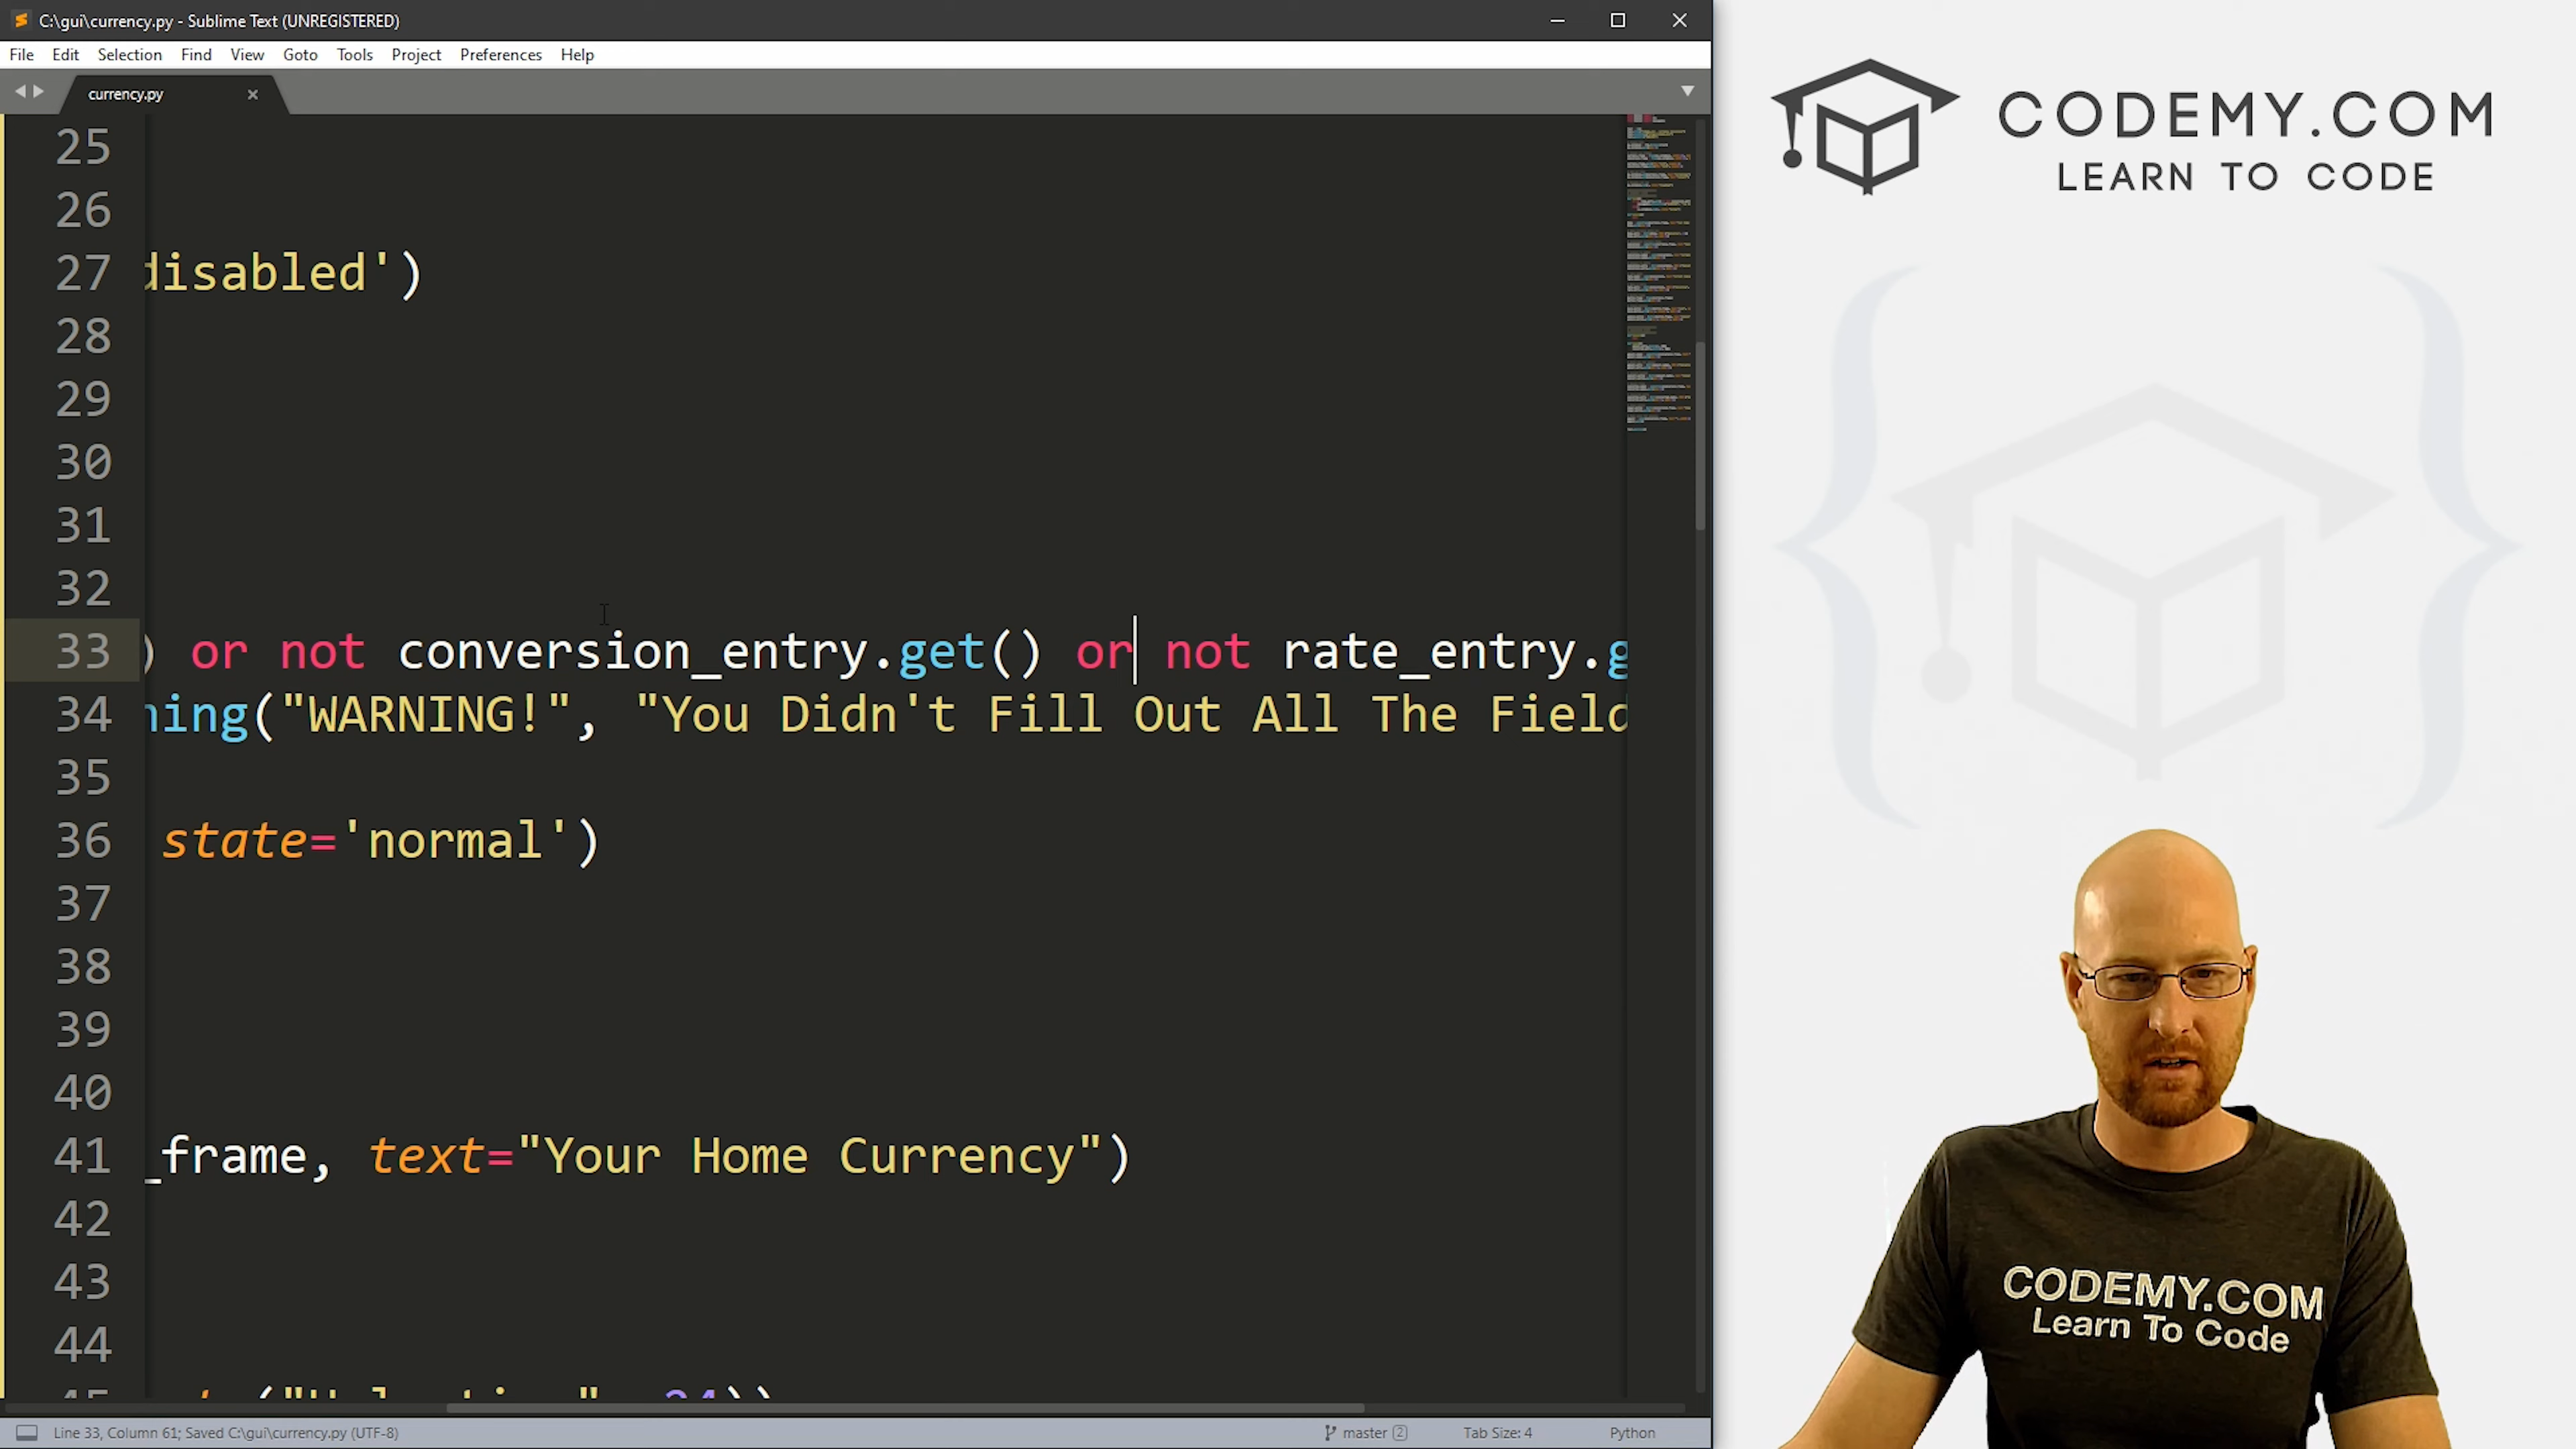 C:\gui\currency.py - Sublime Text (UNREGISTERED)
File Edit Selection Find View Goto Tools Project Preferences Help
currency.py
25
26
27 disabled')
28
29
30
31
32
33 ) or not conversion_entry.get() or not rate_entry.g
34 ning("WARNING!", "You Didn't Fill Out All The Field
35
36 state='normal')
37
38
39
40
41 _frame, text="Your Home Currency")
42
43
44
Line 33, Column 61; Saved C:\gui\currency.py (UTF-8) master 2 Tab Size: 4 Python
CODEMY.COM
LEARN TO CODE
CODEMY.COM
Learn To Code